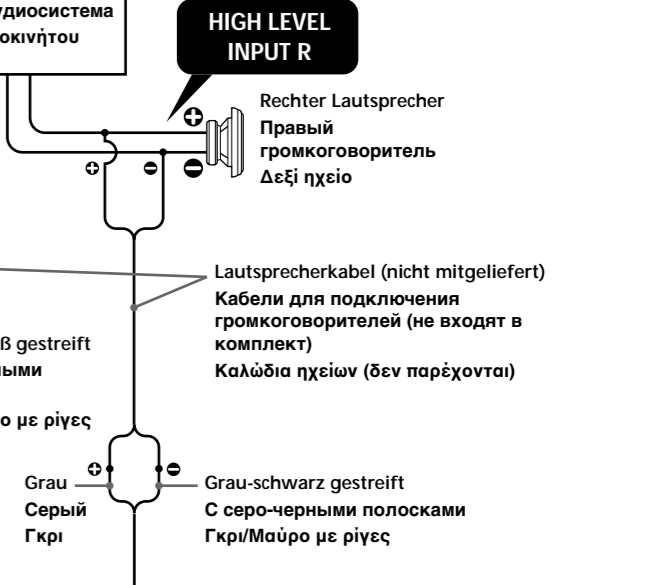 удиосистема
οκινήτου
HIGH LEVEL
INPUT R
Rechter Lautsprecher
Правый
громкоговоритель
Δεξί ηχείο
Lautsprecherkabel (nicht mitgeliefert)
Кабели для подключения
громкоговорителей (не входят в
комплект)
Καλώδια ηχείων (δεν παρέχονται)
ß gestreift
ными
ο με ρίγες
Grau
Серый
Γκρι
Grau-schwarz gestreift
С серо-черными полосками
Γκρι/Μαύρο με ρίγες